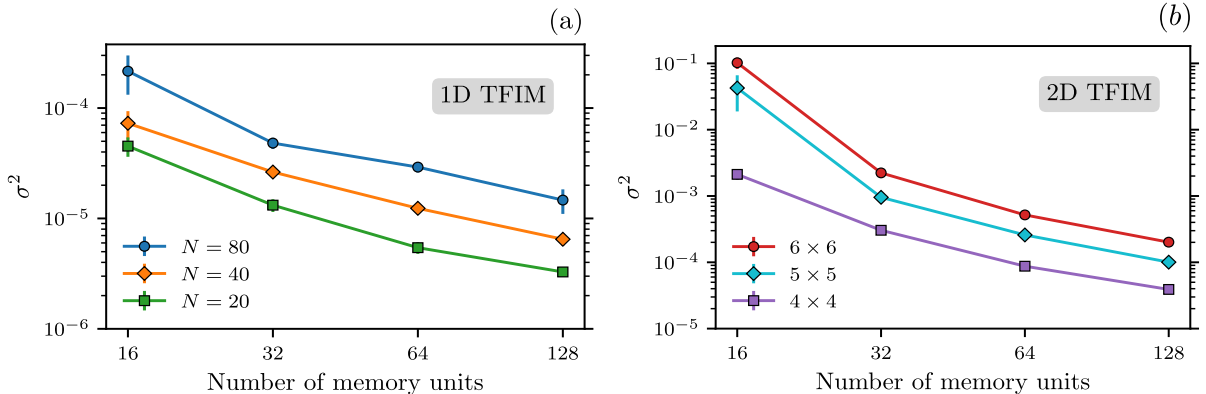 (a)
1D TFIM
σ²
10⁻⁴
10⁻⁵
10⁻⁶
N = 80
N = 40
N = 20
16 32 64 128
Number of memory units
(b)
2D TFIM
σ²
10⁻¹
10⁻²
10⁻³
10⁻⁴
10⁻⁵
6 × 6
5 × 5
4 × 4
16 32 64 128
Number of memory units